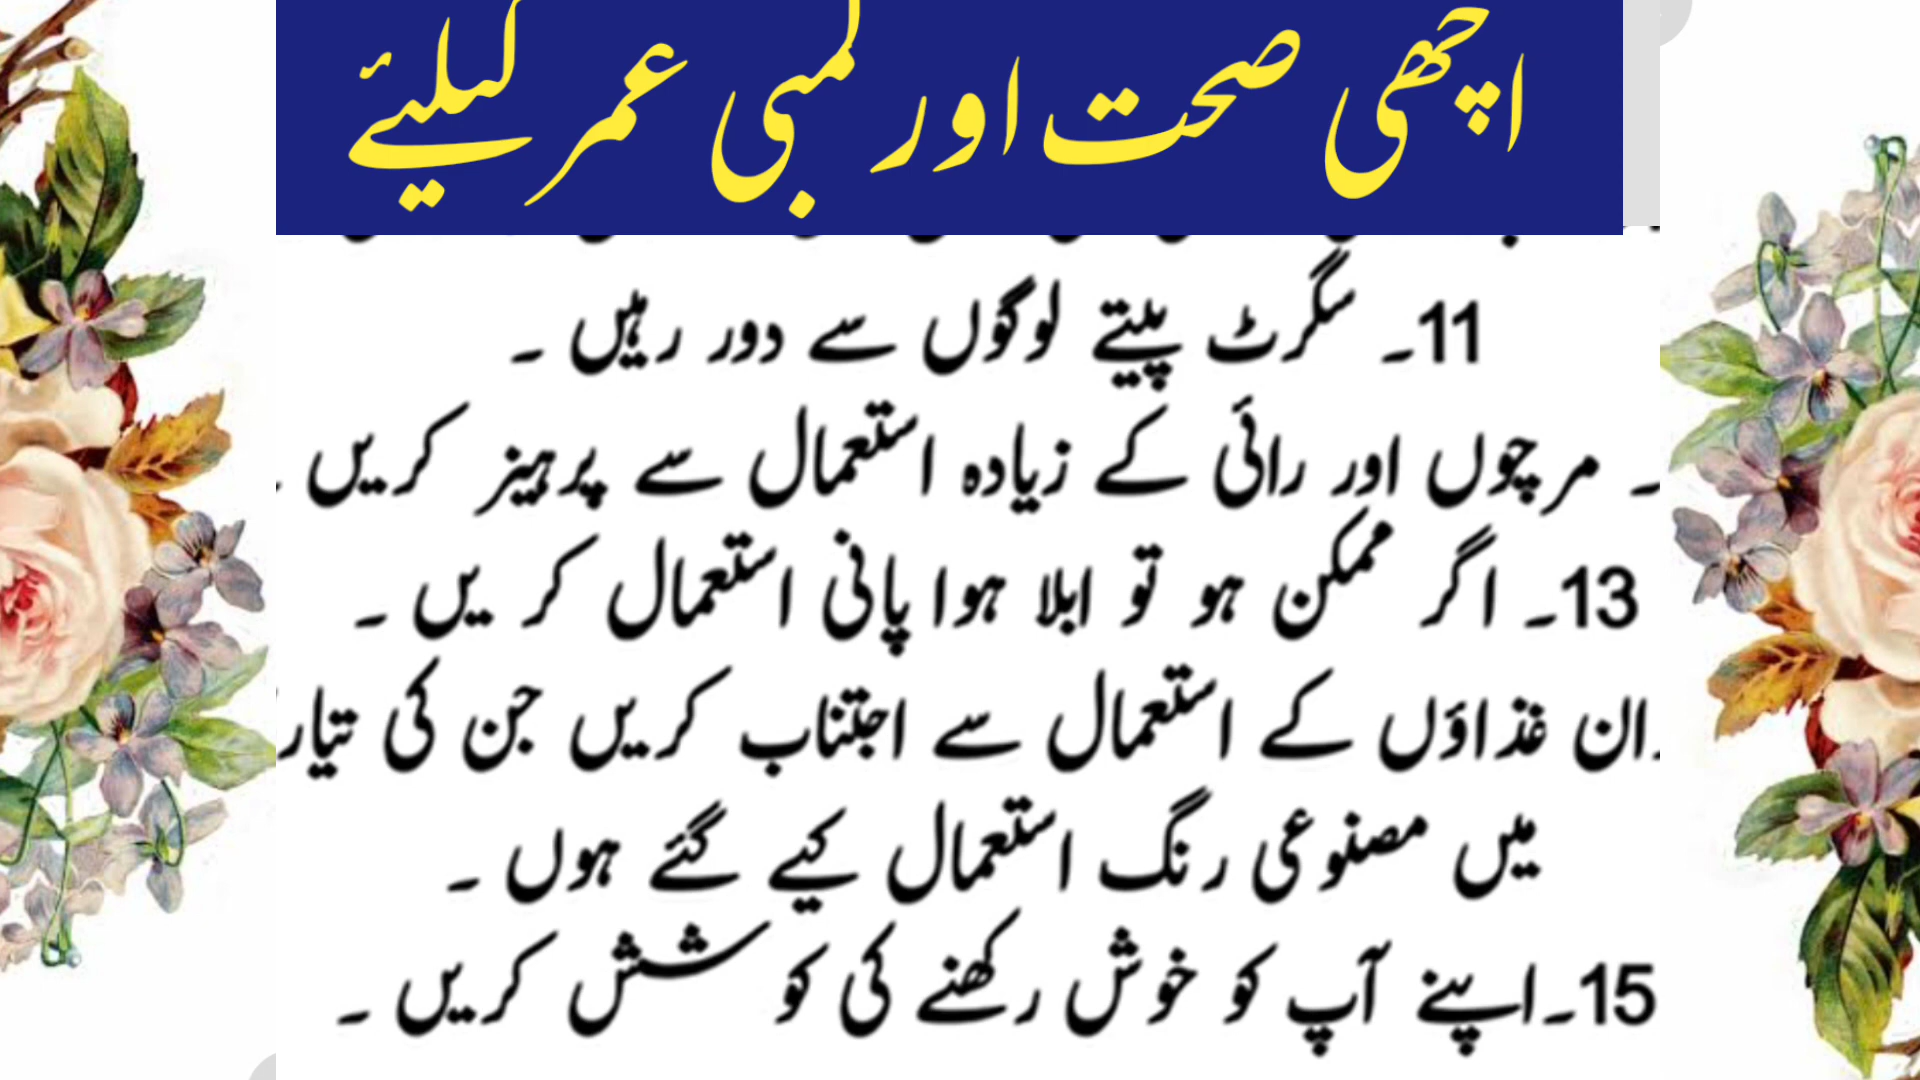 اچھی صحت اور لمبی عمر کیلئے
11۔ سگرٹ پیتے لوگوں سے دور رہیں ۔
۔ مرچوں اور رائی کے زیادہ استعمال سے پرہیز کریں ۔
13۔ اگر ممکن ہو تو ابلا ہوا پانی استعمال کریں ۔
۔ان غذاؤں کے استعمال سے اجتناب کریں جن کی تیار
میں مصنوعی رنگ استعمال کیے گئے ہوں ۔
15۔اپنے آپ کو خوش رکھنے کی کوشش کریں ۔